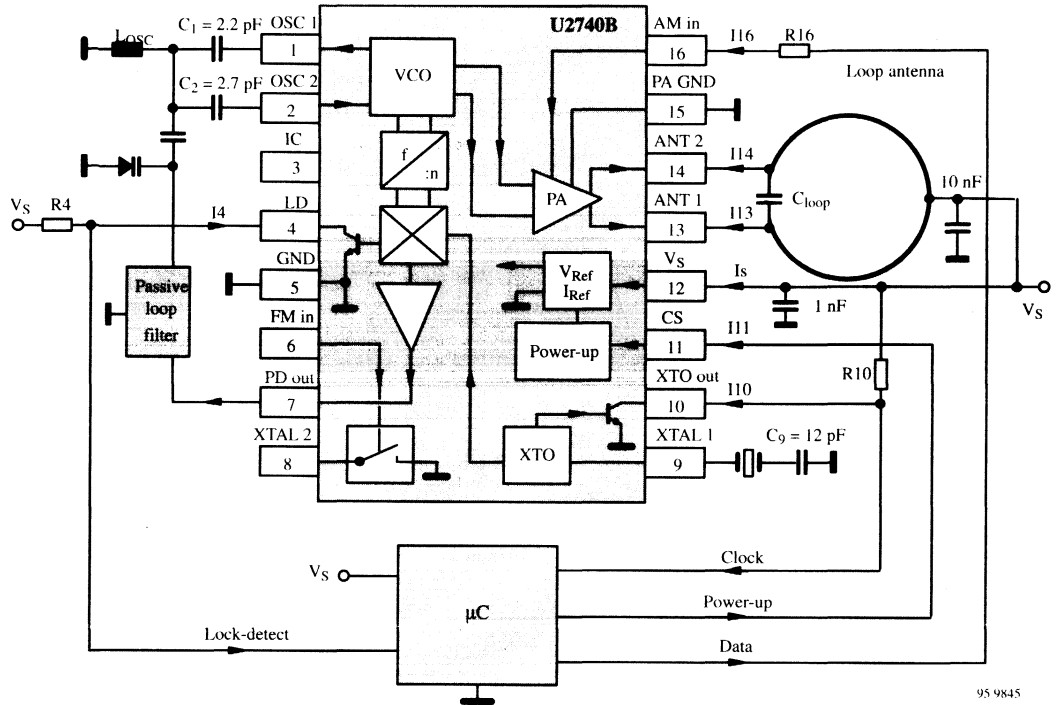 U2740B
C₁ = 2.2 pF
OSC 1
1
LOSC
C₂ = 2.7 pF
OSC 2
2
IC
3
LD
4
I4
VS
R4
GND
5
FM in
6
PD out
7
XTAL 2
8
Passive
loop
filter
VCO
f
:n
PA
VRef
IRef
Power-up
XTO
AM in
16
I16
R16
Loop antenna
PA GND
15
ANT 2
14
I14
ANT 1
13
I13
Cloop
10 nF
VS
12
Is
1 nF
VS
CS
11
I11
XTO out
10
I10
R10
XTAL 1
9
C₉ = 12 pF
VS
µC
Clock
Power-up
Data
Lock-detect
95 9845